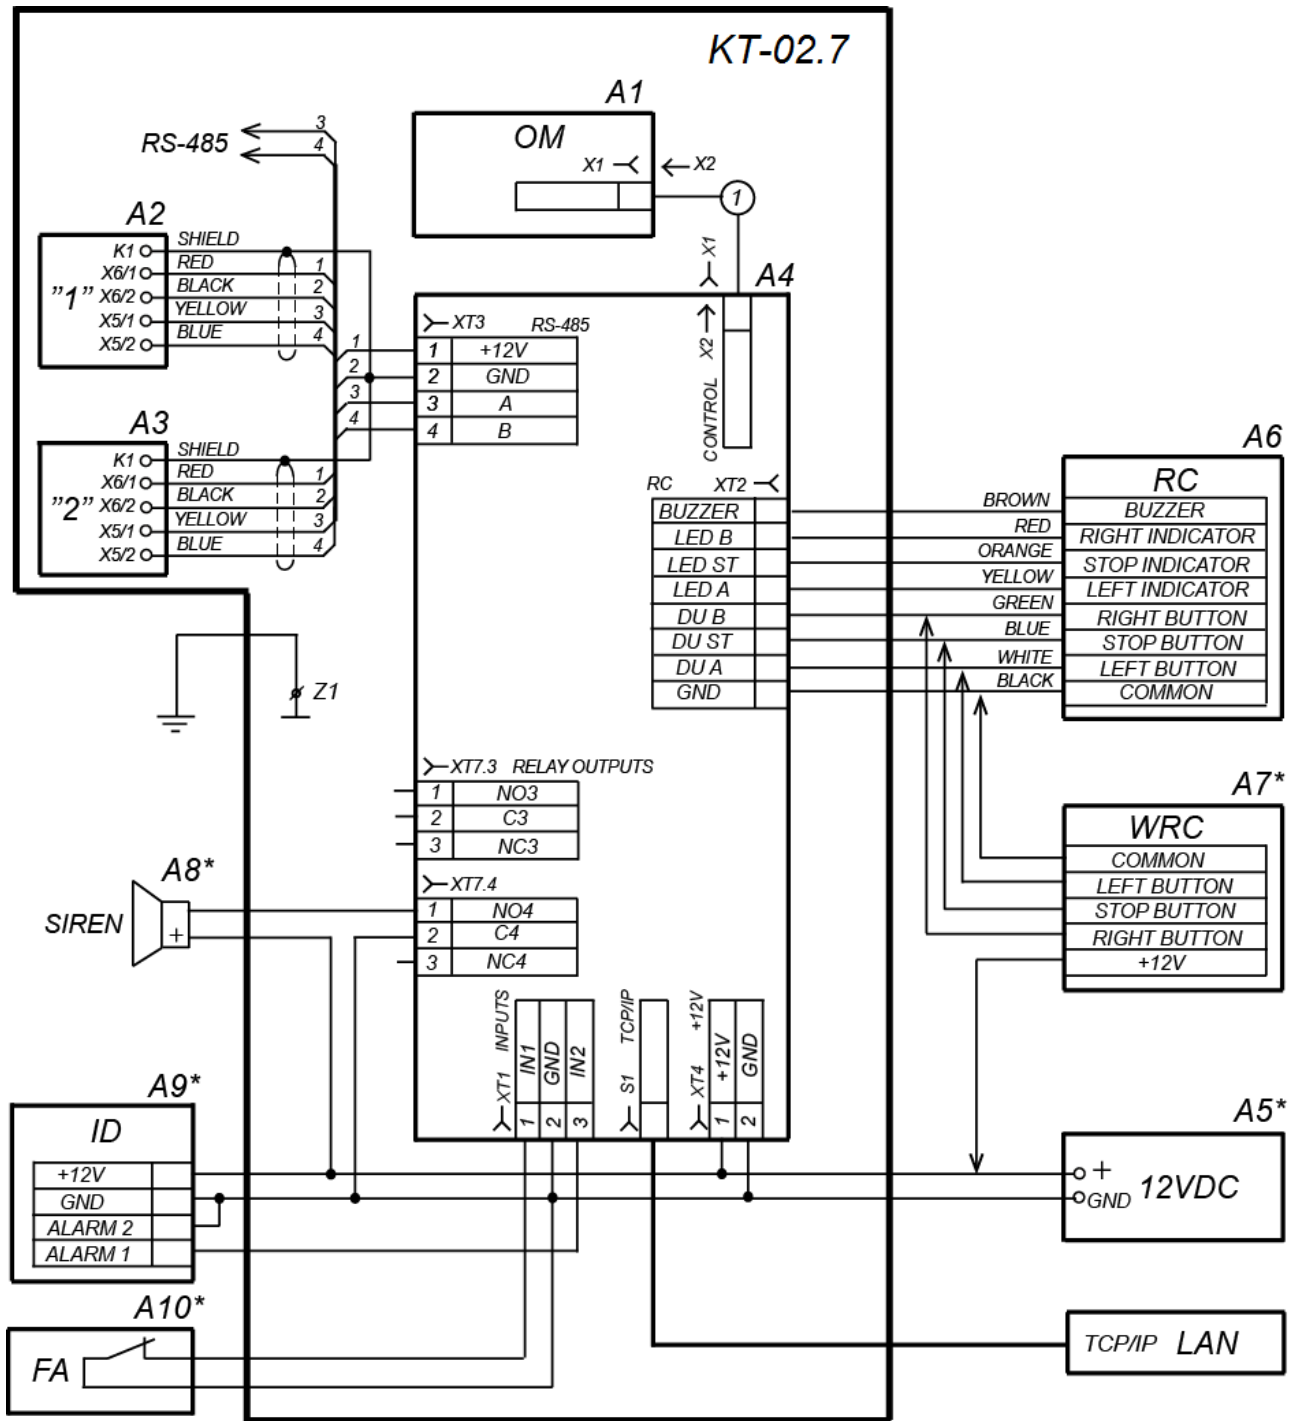 KT-02.7
A1
OM
X1
X2
1
RS-485
3
4
A2
"1"
K1 SHIELD
X6/1 RED 1
X6/2 BLACK 2
X5/1 YELLOW 3
X5/2 BLUE 4
A3
"2"
K1 SHIELD
X6/1 RED 1
X6/2 BLACK 2
X5/1 YELLOW 3
X5/2 BLUE 4
A4
X1
X2
CONTROL
XT3 RS-485
1 1 +12V
2 2 GND
3 3 A
4 4 B
RC XT2
BUZZER
LED B
LED ST
LED A
DU B
DU ST
DU A
GND
BROWN
RED
ORANGE
YELLOW
GREEN
BLUE
WHITE
BLACK
A6
RC
BUZZER
RIGHT INDICATOR
STOP INDICATOR
LEFT INDICATOR
RIGHT BUTTON
STOP BUTTON
LEFT BUTTON
COMMON
Z1
XT7.3 RELAY OUTPUTS
1 NO3
2 C3
3 NC3
XT7.4
1 NO4
2 C4
3 NC4
A7*
WRC
COMMON
LEFT BUTTON
STOP BUTTON
RIGHT BUTTON
+12V
A8*
SIREN
+
XT1 INPUTS
1 IN1
2 GND
3 IN2
S1 TCP/IP
XT4 +12V
1 +12V
2 GND
A9*
ID
+12V
GND
ALARM 2
ALARM 1
A5*
+
GND
12VDC
A10*
FA
TCP/IP LAN